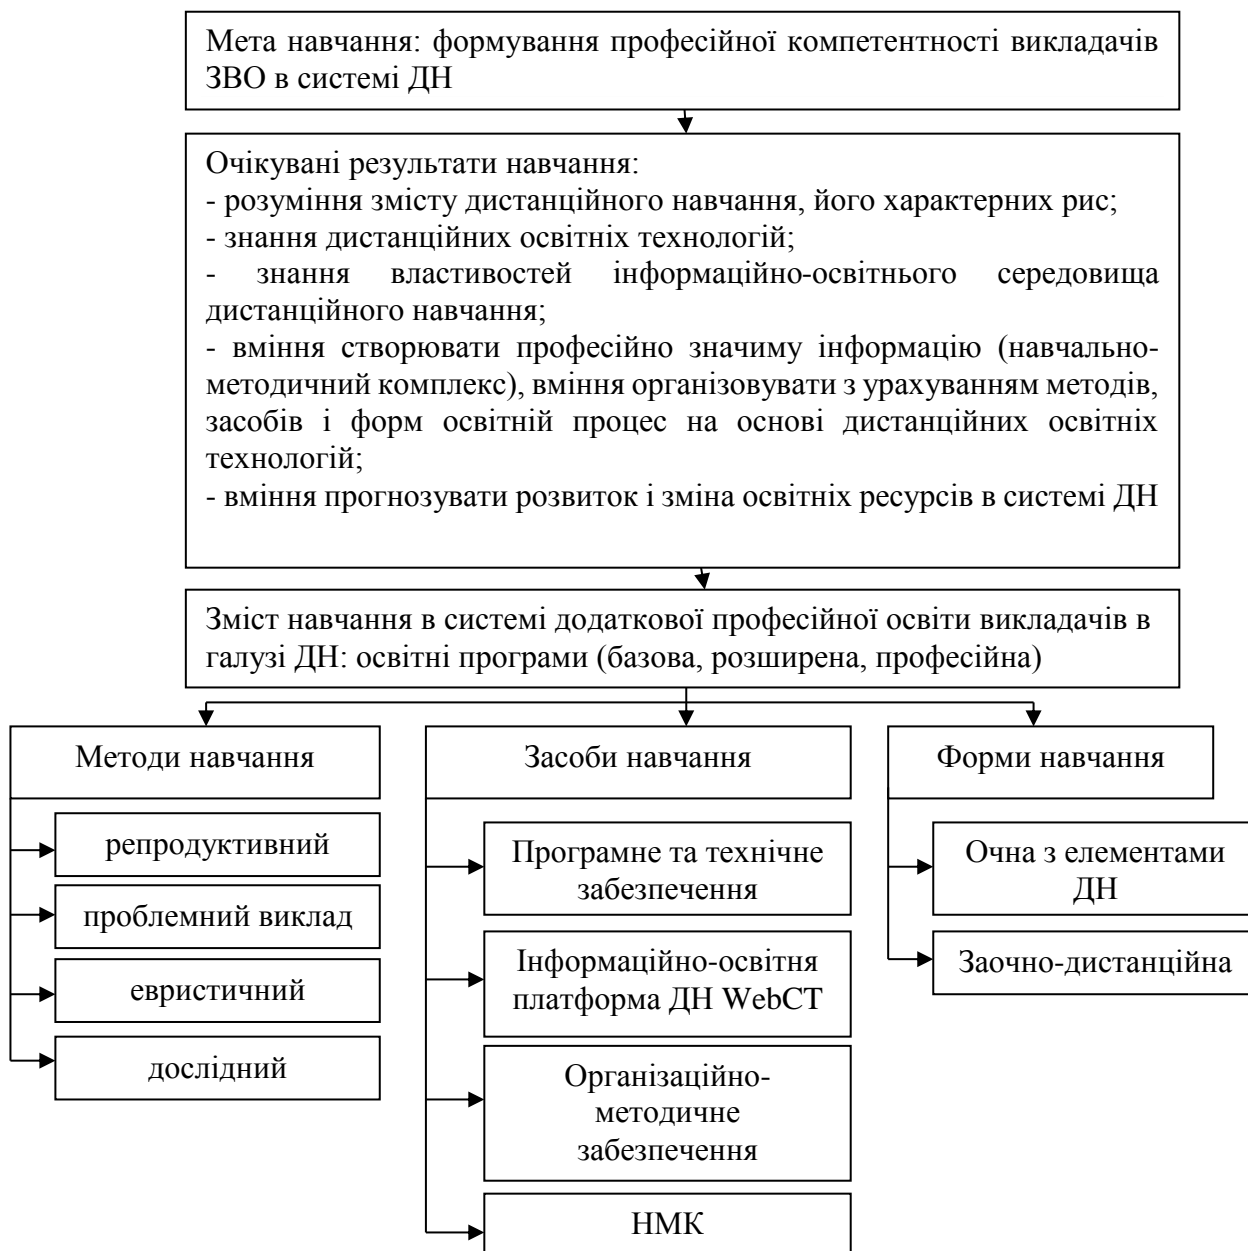 Мета навчання: формування професійної компетентності викладачів
ЗВО в системі ДН
Очікувані результати навчання:
- розуміння змісту дистанційного навчання, його характерних рис;
- знання дистанційних освітніх технологій;
- знання властивостей інформаційно-освітнього середовища
дистанційного навчання;
- вміння створювати професійно значиму інформацію (навчально-
методичний комплекс), вміння організовувати з урахуванням методів,
засобів і форм освітній процес на основі дистанційних освітніх
технологій;
- вміння прогнозувати розвиток і зміна освітніх ресурсів в системі ДН
Зміст навчання в системі додаткової професійної освіти викладачів в
галузі ДН: освітні програми (базова, розширена, професійна)
Методи навчання
репродуктивний
проблемний виклад
евристичний
дослідний
Засоби навчання
Програмне та технічне
забезпечення
Інформаційно-освітня
платформа ДН WebCT
Організаційно-
методичне
забезпечення
НМК
Форми навчання
Очна з елементами
ДН
Заочно-дистанційна